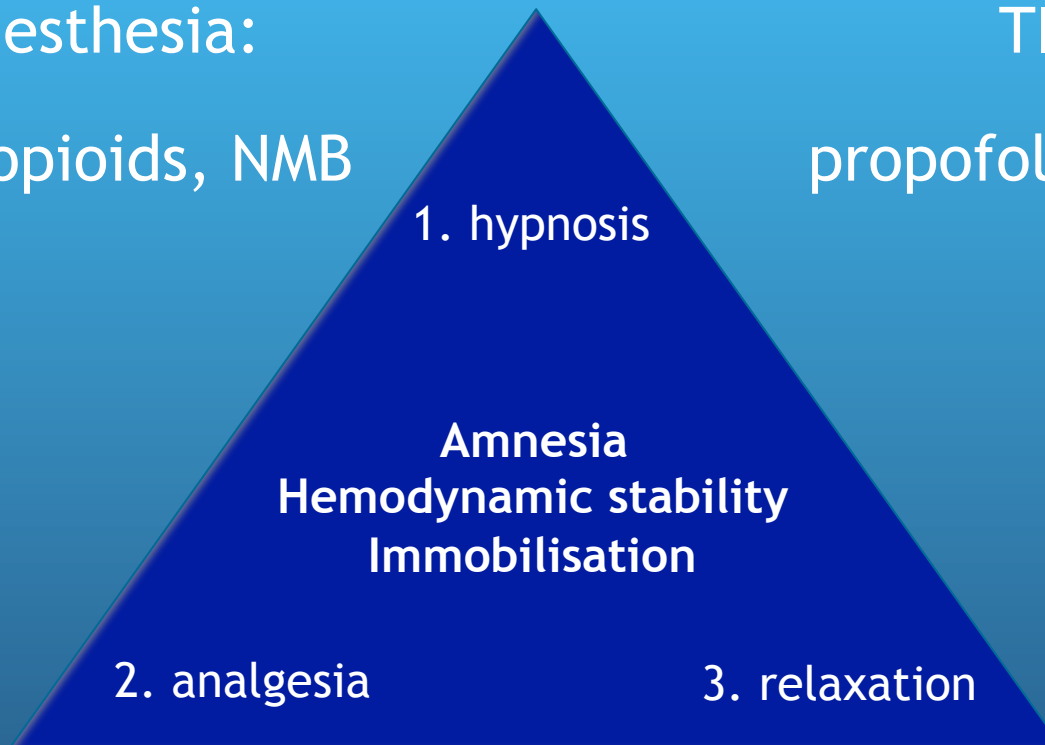 esthesia:
opioids, NMB
propofol
1. hypnosis
Amnesia
Hemodynamic stability
Immobilisation
2. analgesia
3. relaxation